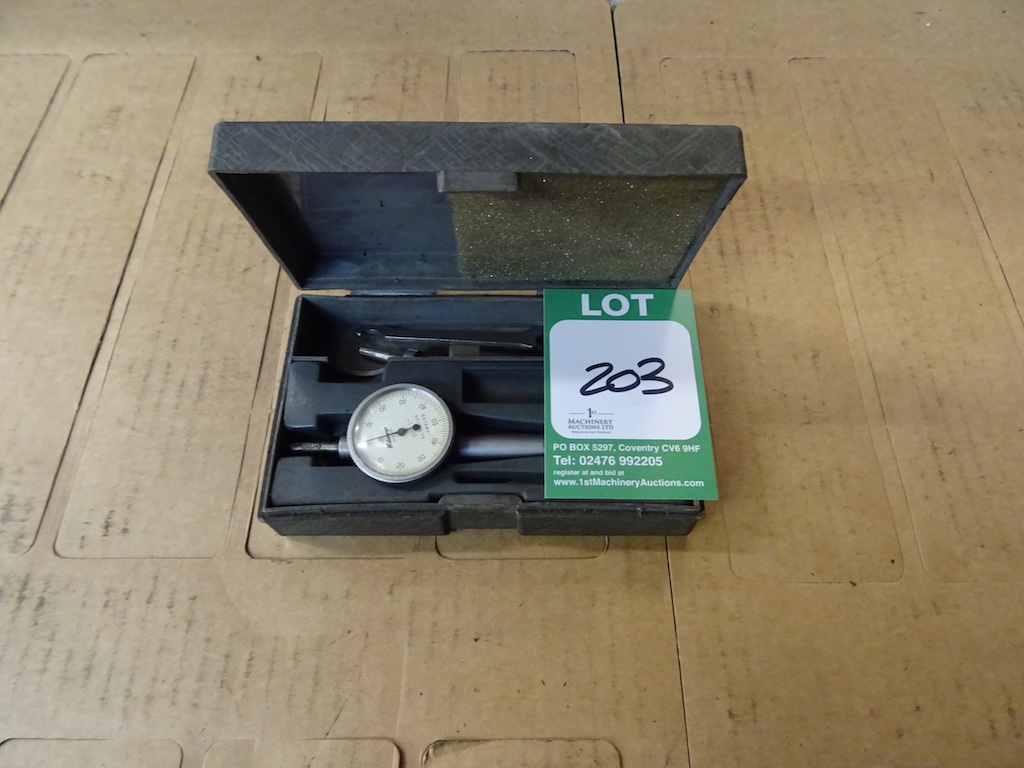 LOT
203
1st
MACHINERY
AUCTIONS LTD
PO BOX 5297, Coventry CV6 9HF
Tel: 02476 992205
register at and bid at
www.1stMachineryAuctions.com